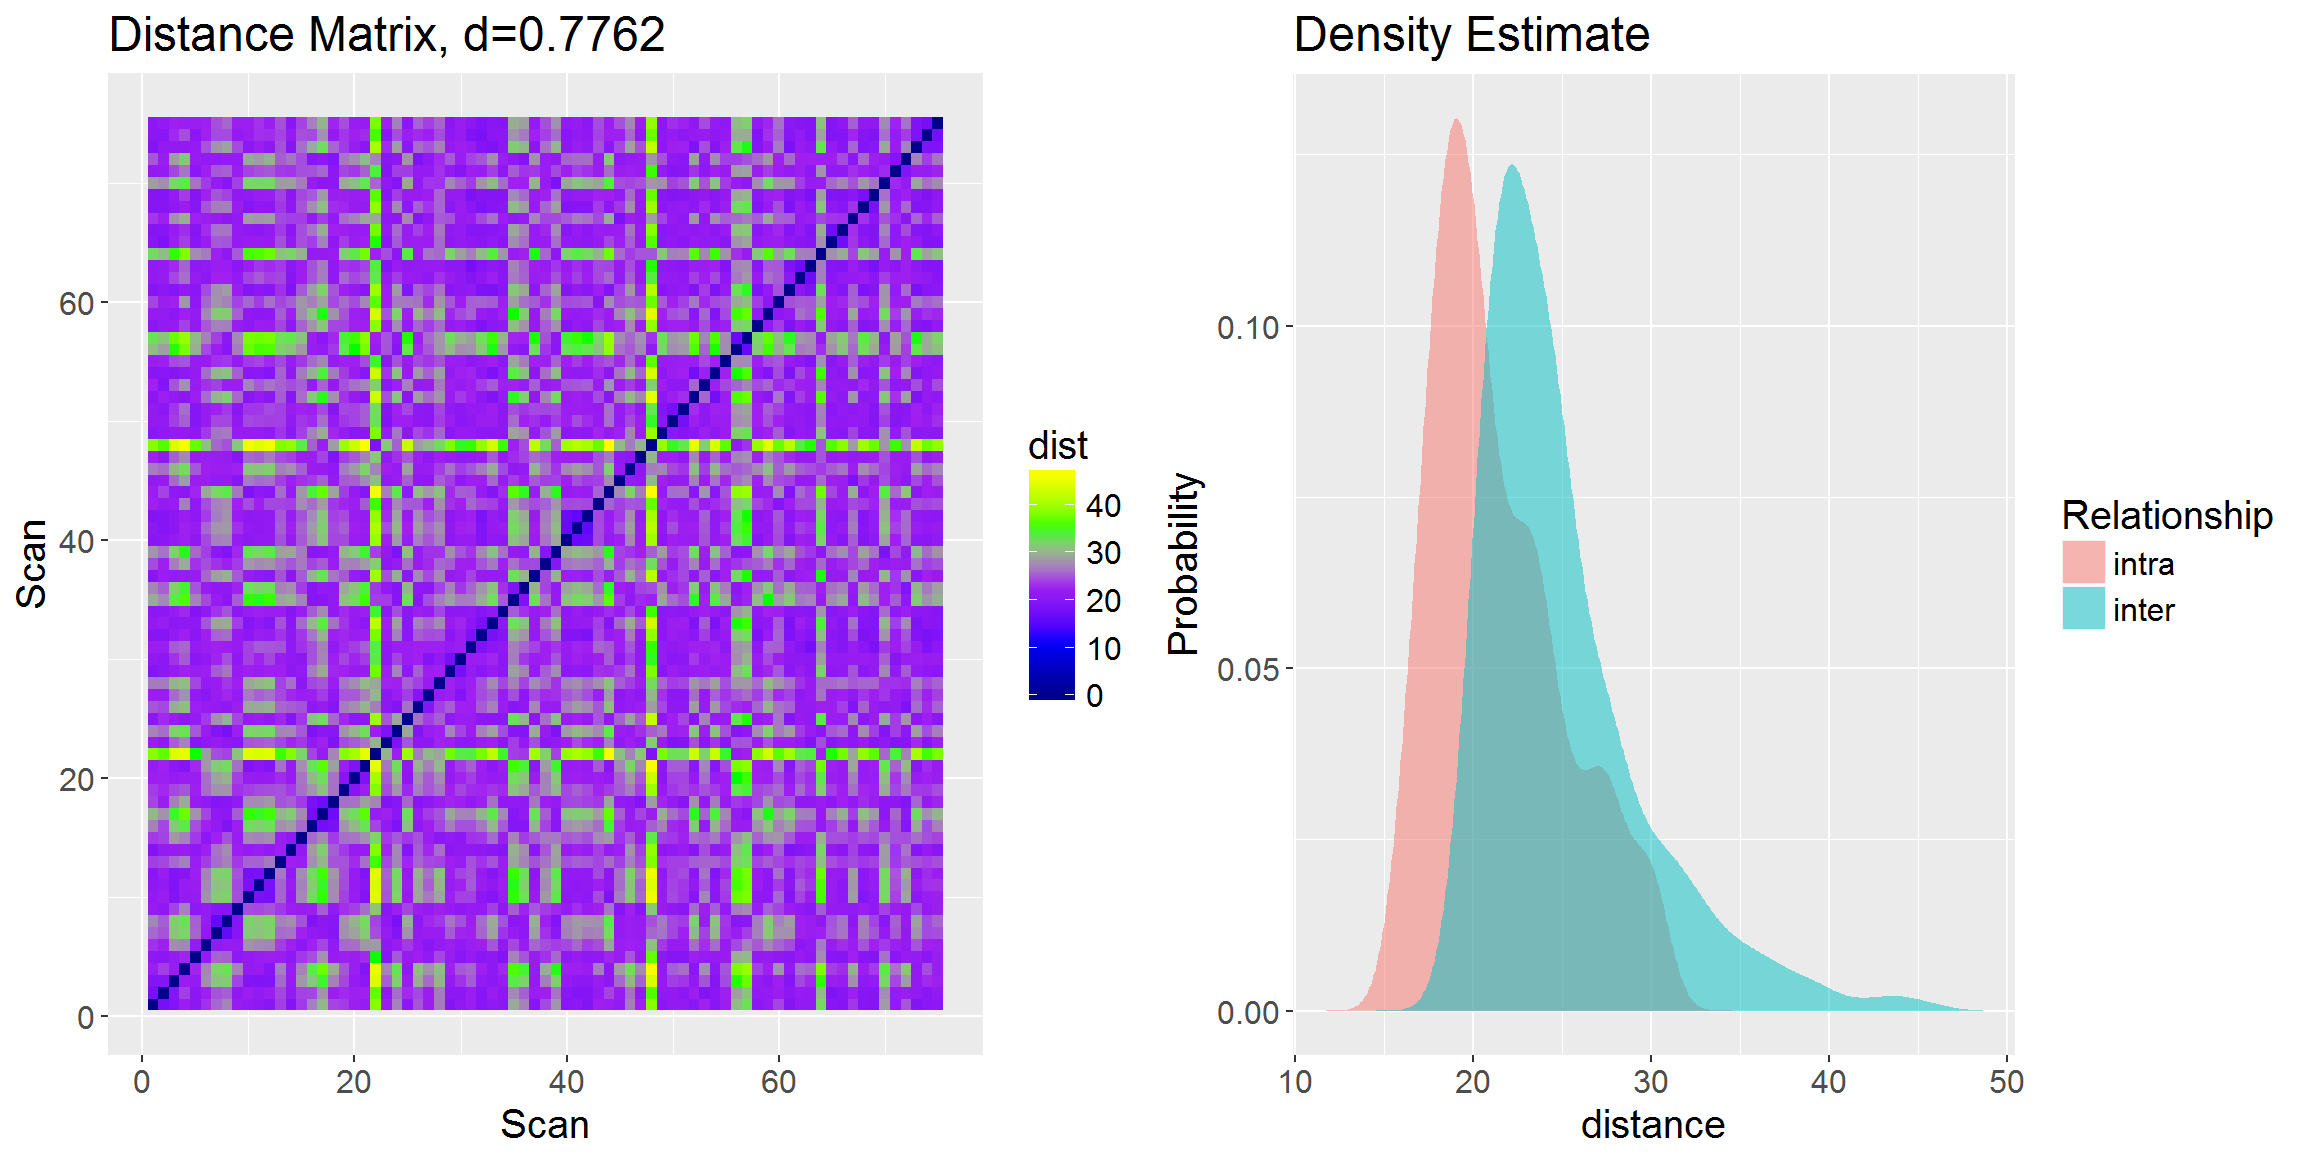 Distance Matrix, d=0.7762
Scan
60
40
20
0
0 20 40 60
Scan
dist
40
30
20
10
0
Density Estimate
Probability
0.10
0.05
0.00
10 20 30 40 50
distance
Relationship
intra
inter